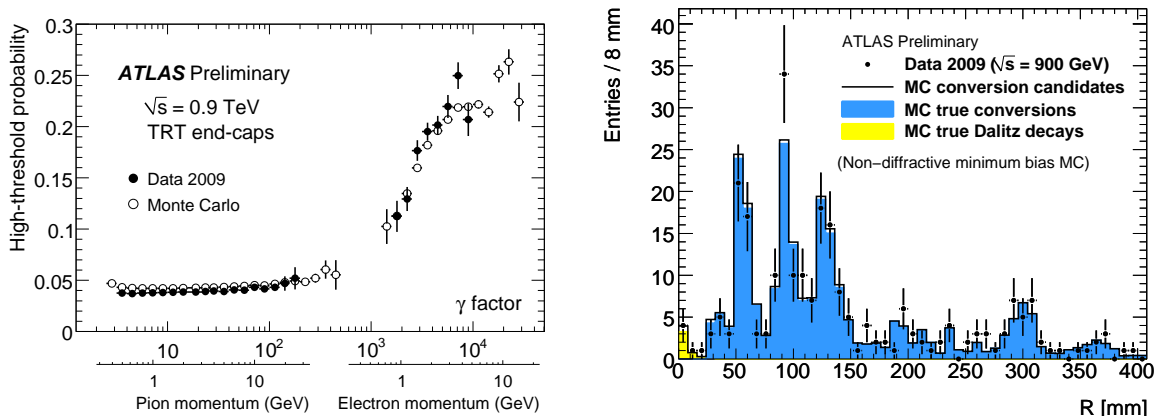 High-threshold probability
0.3
0.25
0.2
0.15
0.1
0.05
0
ATLAS Preliminary
√s = 0.9 TeV
TRT end-caps
Data 2009
Monte Carlo
γ factor
10 10² 10³ 10⁴
1 10 1 10
Pion momentum (GeV) Electron momentum (GeV)
Entries / 8 mm
40
35
30
25
20
15
10
5
0
ATLAS Preliminary
Data 2009 (√s = 900 GeV)
MC conversion candidates
MC true conversions
MC true Dalitz decays
(Non−diffractive minimum bias MC)
0 50 100 150 200 250 300 350 400
R [mm]